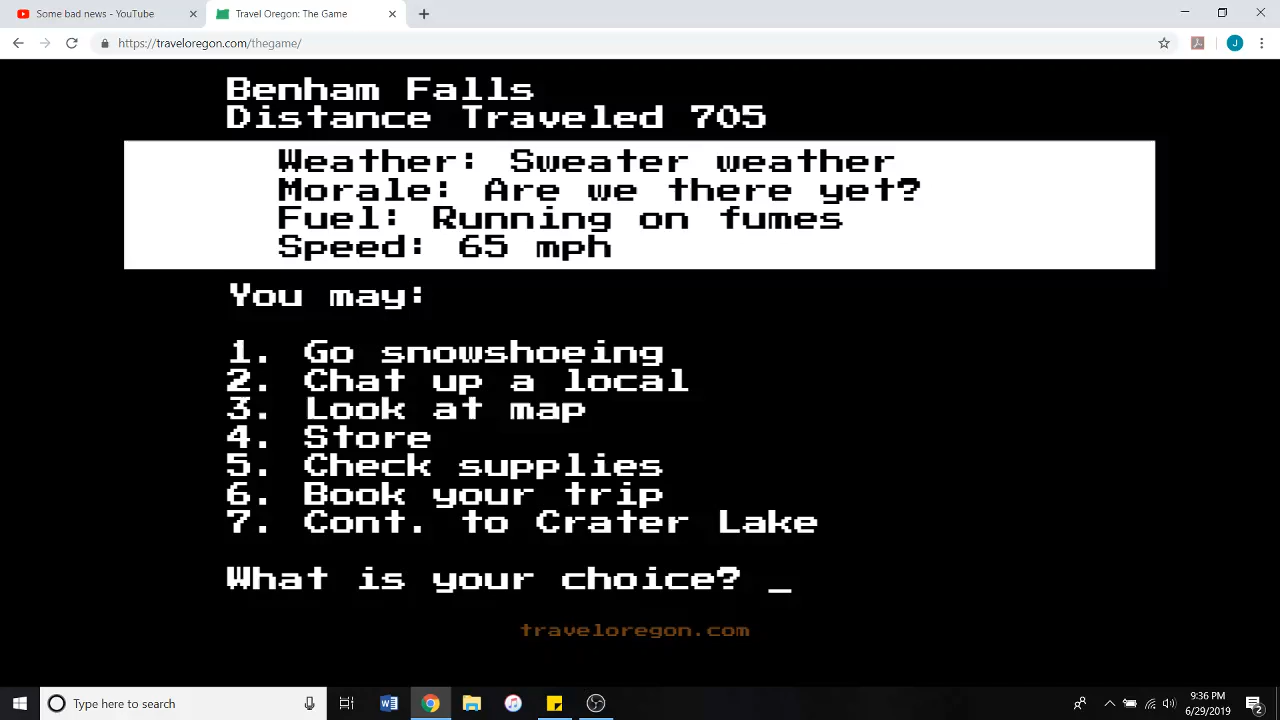 Some bad news - YouTube
Travel Oregon: The Game
https://traveloregon.com/thegame/
J
Benham Falls
Distance Traveled 705
Weather: Sweater weather
Morale: Are we there yet?
Fuel: Running on fumes
Speed: 65 mph
You may:
1. Go snowshoeing
2. Chat up a local
3. Look at map
4. Store
5. Check supplies
6. Book your trip
7. Cont. to Crater Lake
What is your choice? _
traveloregon.com
Type here to search
9:36 PM
6/29/2019
2